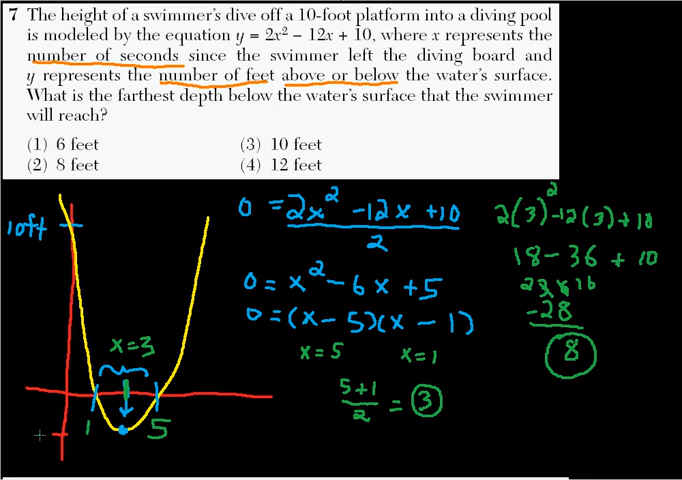 7 The height of a swimmer's dive off a 10-foot platform into a diving pool
is modeled by the equation y = 2x² − 12x + 10, where x represents the
number of seconds since the swimmer left the diving board and
y represents the number of feet above or below the water's surface.
What is the farthest depth below the water's surface that the swimmer
will reach?
(1) 6 feet (3) 10 feet
(2) 8 feet (4) 12 feet
10ft
x=3
1 5
0 = 2x² -12x +10
2
0 = x² - 6x + 5
0 = (x - 5)(x - 1)
x = 5 x = 1
5+1
2
= 3
2(3)² -12(3) + 10
18 - 36 + 10
-28
8